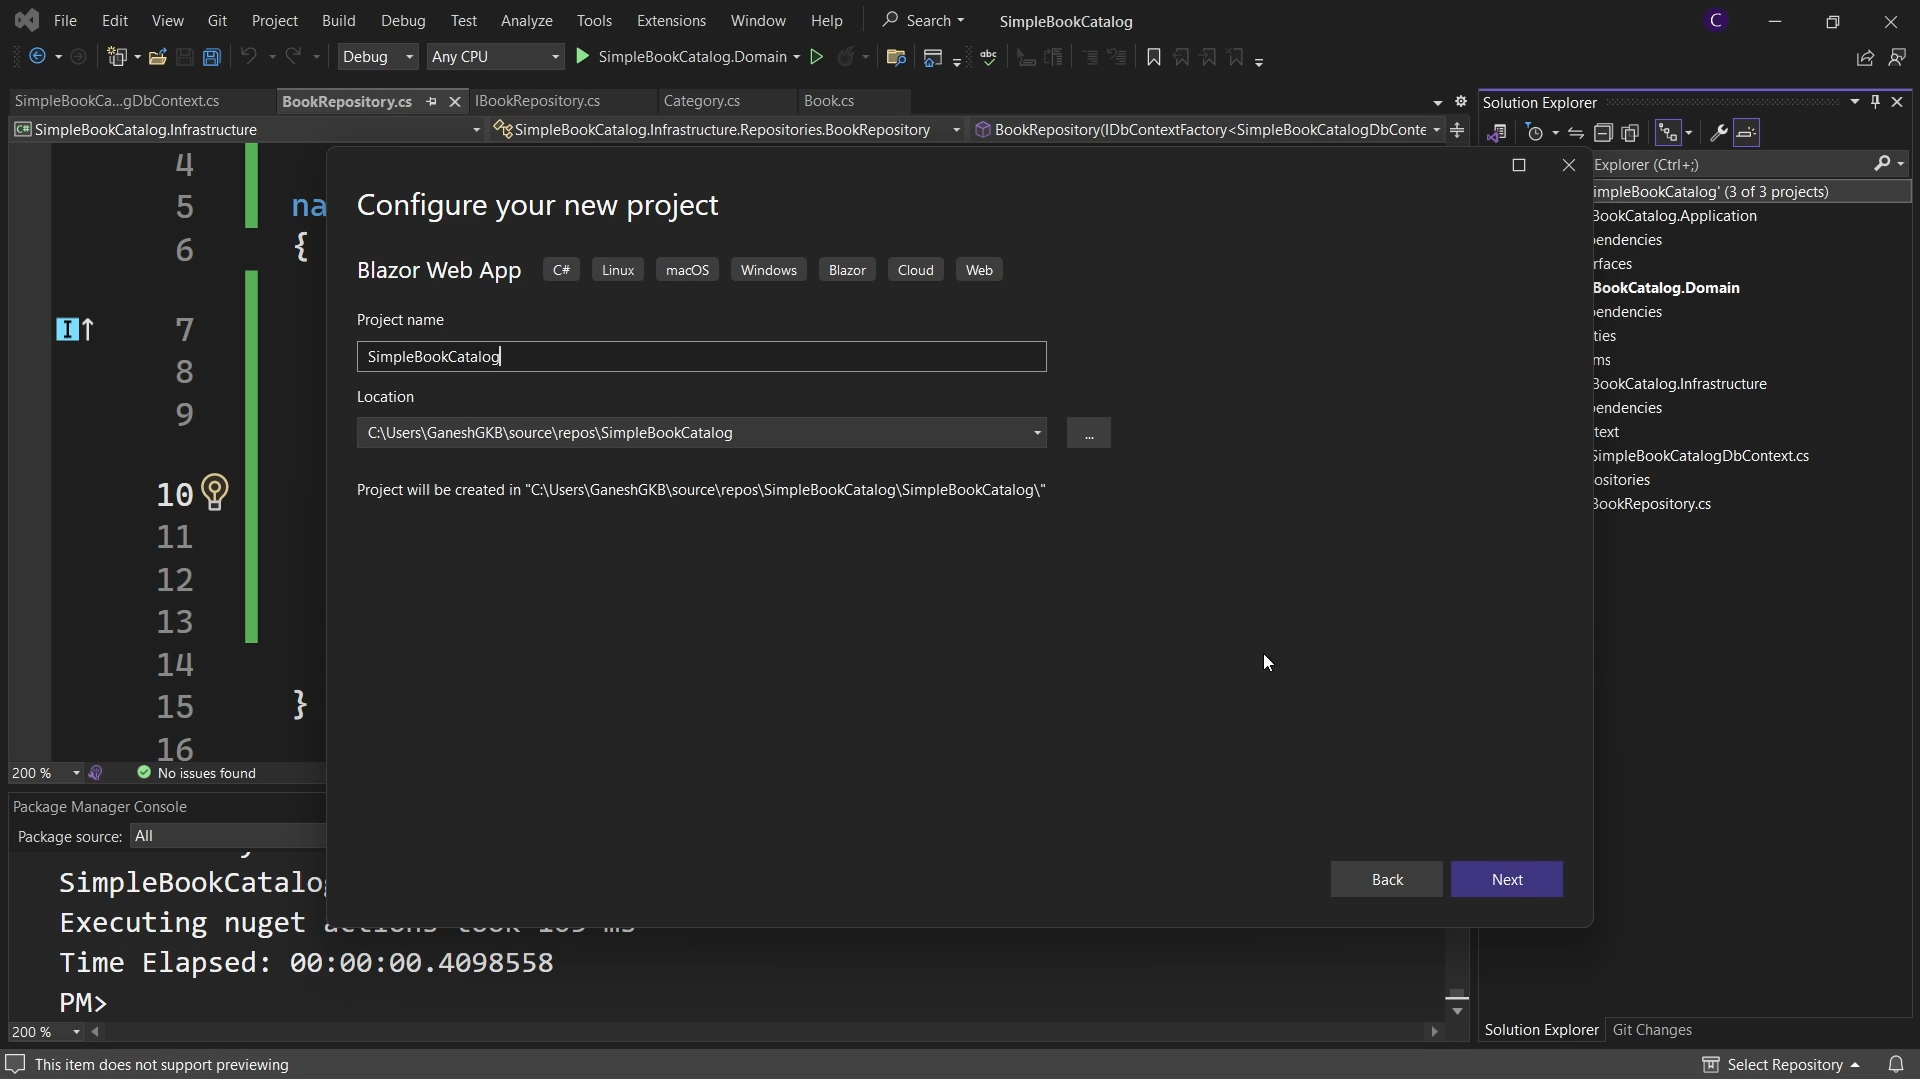 File Edit View Git Project Build Debug Test Analyze Tools Extensions Window Help Search SimpleBookCatalog C
Debug Any CPU SimpleBookCatalog.Domain
SimpleBookCa...gDbContext.cs BookRepository.cs IBookRepository.cs Category.cs Book.cs
SimpleBookCatalog.Infrastructure SimpleBookCatalog.Infrastructure.Repositories.BookRepository BookRepository(IDbContextFactory<SimpleBookCatalogDbConte
4
5 na
6 {
7
8
9
10
11
12
13
14
15 }
16
200 % No issues found
Configure your new project
Blazor Web App C# Linux macOS Windows Blazor Cloud Web
Project name
SimpleBookCatalog
Location
C:\Users\GaneshGKB\source\repos\SimpleBookCatalog
...
Project will be created in "C:\Users\GaneshGKB\source\repos\SimpleBookCatalog\SimpleBookCatalog\"
Back Next
Solution Explorer
Explorer (Ctrl+;)
impleBookCatalog' (3 of 3 projects)
BookCatalog.Application
endencies
rfaces
BookCatalog.Domain
endencies
ties
ms
BookCatalog.Infrastructure
endencies
text
SimpleBookCatalogDbContext.cs
ositories
BookRepository.cs
Package Manager Console
Package source: All
SimpleBookCatalo
Executing nuget
Time Elapsed: 00:00:00.4098558
PM>
200 %
Solution Explorer Git Changes
This item does not support previewing
Select Repository